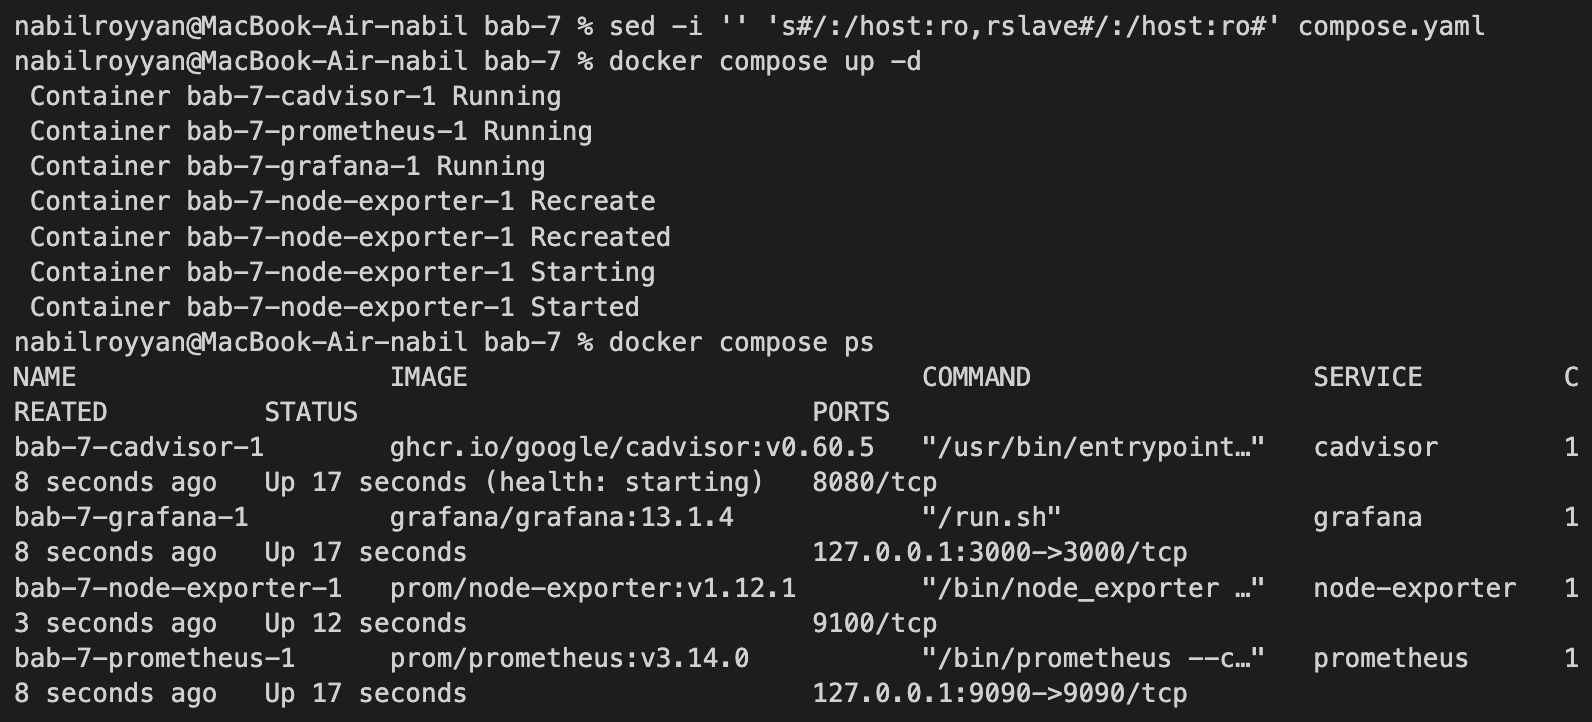 nabilroyyan@MacBook-Air-nabil bab-7 % sed -i '' 's#/:/host:ro,rslave#/:/host:ro#' compose.yaml
nabilroyyan@MacBook-Air-nabil bab-7 % docker compose up -d
 Container bab-7-cadvisor-1 Running
 Container bab-7-prometheus-1 Running
 Container bab-7-grafana-1 Running
 Container bab-7-node-exporter-1 Recreate
 Container bab-7-node-exporter-1 Recreated
 Container bab-7-node-exporter-1 Starting
 Container bab-7-node-exporter-1 Started
nabilroyyan@MacBook-Air-nabil bab-7 % docker compose ps
NAME                    IMAGE                             COMMAND                  SERVICE         C
REATED          STATUS                             PORTS
bab-7-cadvisor-1        ghcr.io/google/cadvisor:v0.60.5   "/usr/bin/entrypoint…"   cadvisor        1
8 seconds ago   Up 17 seconds (health: starting)   8080/tcp
bab-7-grafana-1         grafana/grafana:13.1.4            "/run.sh"                grafana         1
8 seconds ago   Up 17 seconds                      127.0.0.1:3000->3000/tcp
bab-7-node-exporter-1   prom/node-exporter:v1.12.1        "/bin/node_exporter …"   node-exporter   1
3 seconds ago   Up 12 seconds                      9100/tcp
bab-7-prometheus-1      prom/prometheus:v3.14.0           "/bin/prometheus --c…"   prometheus      1
8 seconds ago   Up 17 seconds                      127.0.0.1:9090->9090/tcp